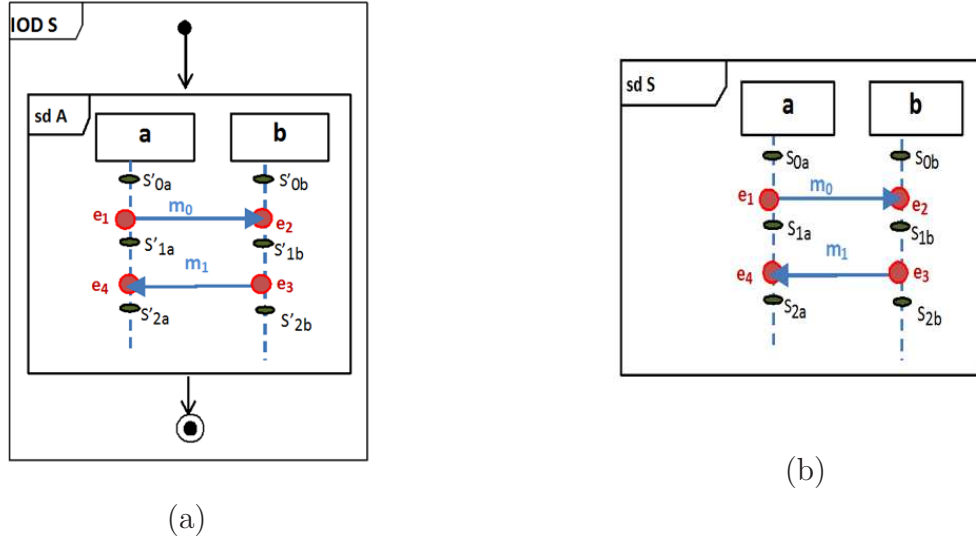 IOD S
sd A
a b
S'0a S'0b
e1 m0 e2
S'1a S'1b
m1
e4 e3
S'2a S'2b
(a)
sd S
a b
S0a S0b
e1 m0 e2
S1a S1b
m1
e4 e3
S2a S2b
(b)